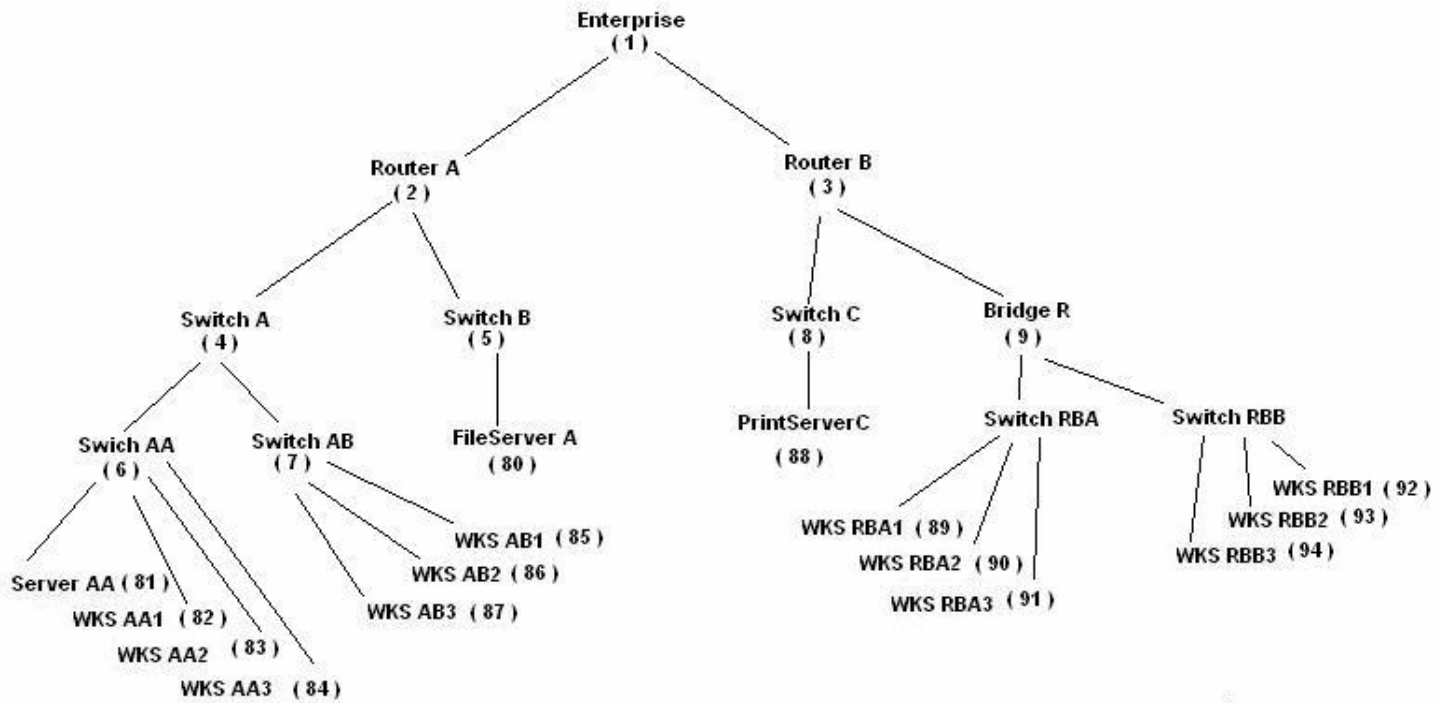 Enterprise
( 1 )
Router A
( 2 )
Router B
( 3 )
Switch A
( 4 )
Switch B
( 5 )
Switch C
( 8 )
Bridge R
( 9 )
Swich AA
( 6 )
Switch AB
( 7 )
FileServer A
( 80 )
PrintServerC
( 88 )
Switch RBA
Switch RBB
Server AA ( 81 )
WKS AA1 ( 82 )
WKS AA2 ( 83 )
WKS AA3 ( 84 )
WKS AB1 ( 85 )
WKS AB2 ( 86 )
WKS AB3 ( 87 )
WKS RBA1 ( 89 )
WKS RBA2 ( 90 )
WKS RBA3 ( 91 )
WKS RBB1 ( 92 )
WKS RBB2 ( 93 )
WKS RBB3 ( 94 )